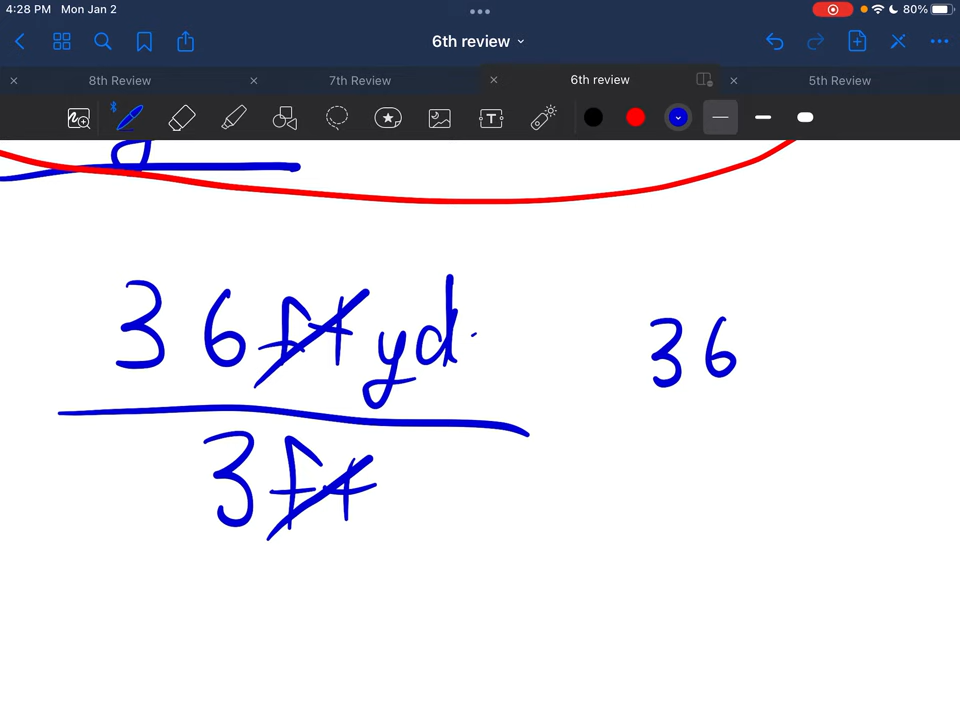 4:28 PM Mon Jan 2 80%
6th review
8th Review 7th Review 6th review 5th Review
36 ft yd 36
3 ft